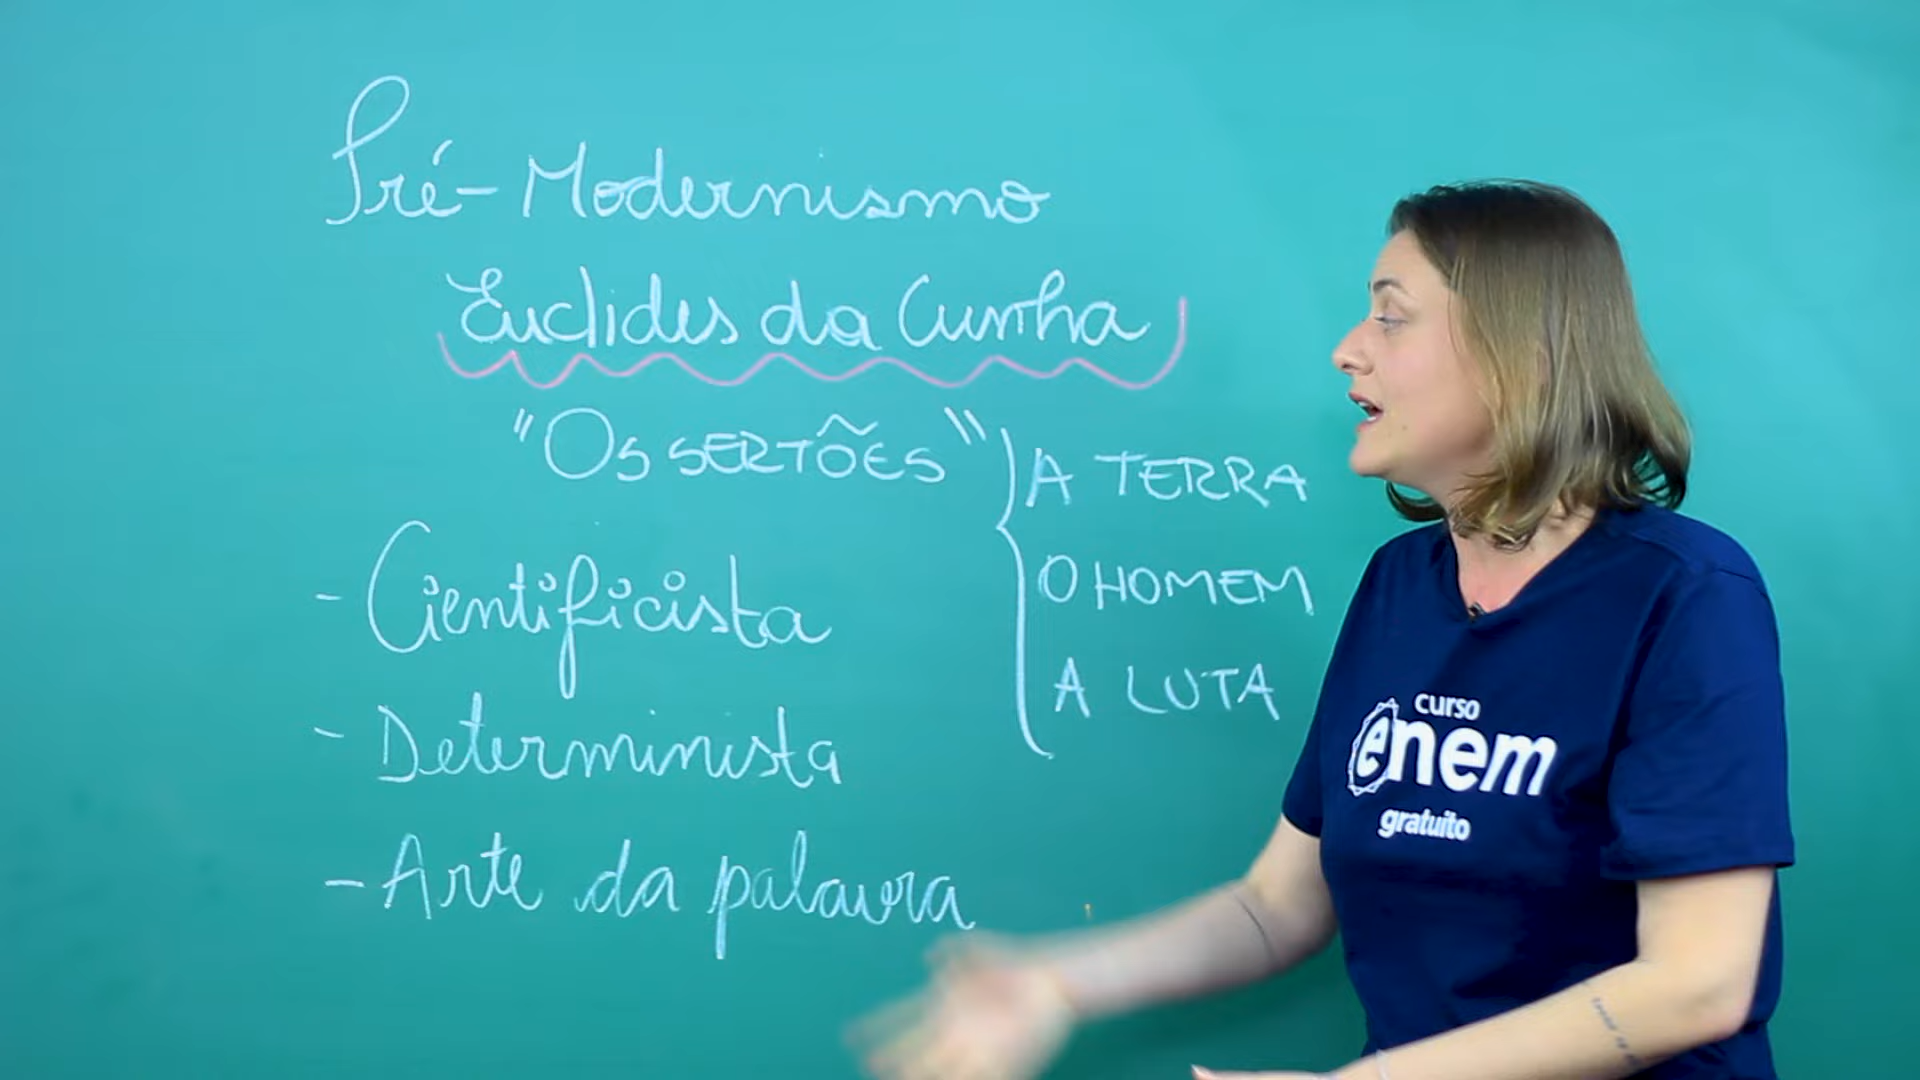 Pré-Modernismo
Euclides da Cunha
"Os SERTÕES"
A TERRA
O HOMEM
A LUTA
- Cientificista
- Determinista
- Arte da palavra
curso
enem
gratuito